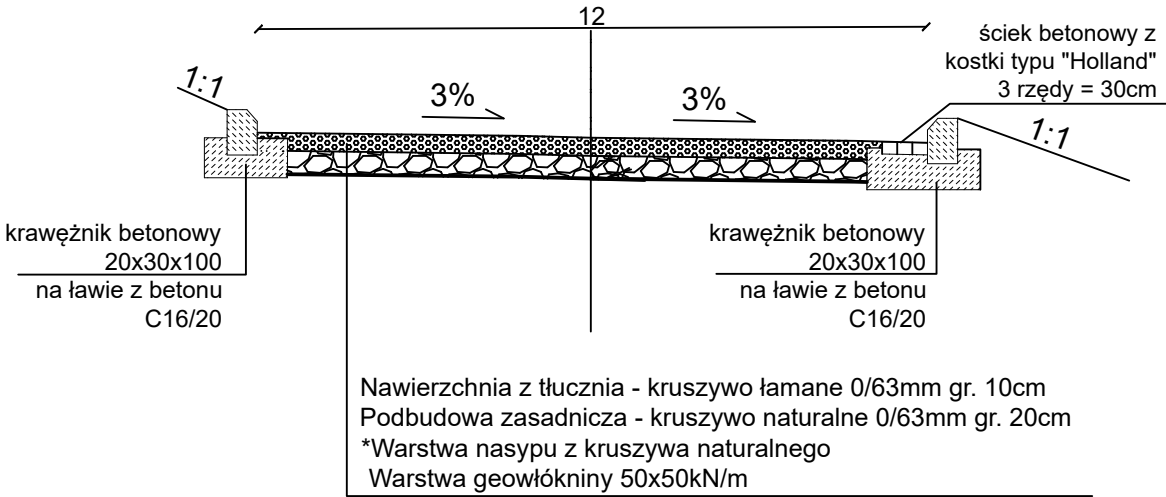 12
ściek betonowy z
kostki typu "Holland"
3 rzędy = 30cm
1:1
3%
3%
1:1
krawężnik betonowy
20x30x100
na ławie z betonu
C16/20
krawężnik betonowy
20x30x100
na ławie z betonu
C16/20
Nawierzchnia z tłucznia - kruszywo łamane 0/63mm gr. 10cm
Podbudowa zasadnicza - kruszywo naturalne 0/63mm gr. 20cm
*Warstwa nasypu z kruszywa naturalnego
Warstwa geowłókniny 50x50kN/m